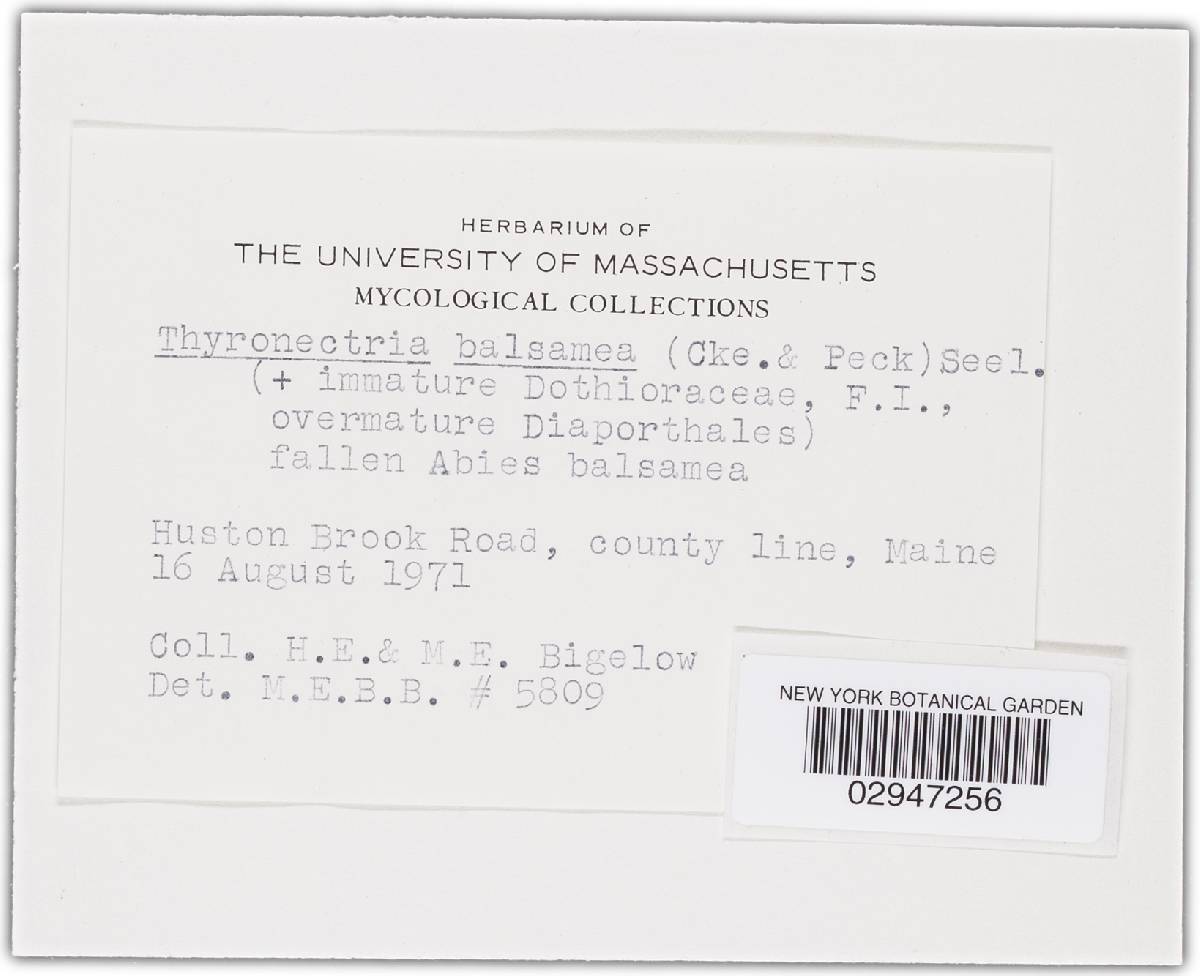 HERBARIUM OF
THE UNIVERSITY OF MASSACHUSETTS
MYCOLOGICAL COLLECTIONS
Thyronectria balsamea (Cke.& Peck)Seel.
(+ immature Dothioraceae, F.I.,
overmature Diaporthales)
fallen Abies balsamea
Huston Brook Road, county line, Maine
16 August 1971
Coll. H.E.& M.E. Bigelow
Det. M.E.B.B. # 5809
NEW YORK BOTANICAL GARDEN
02947256